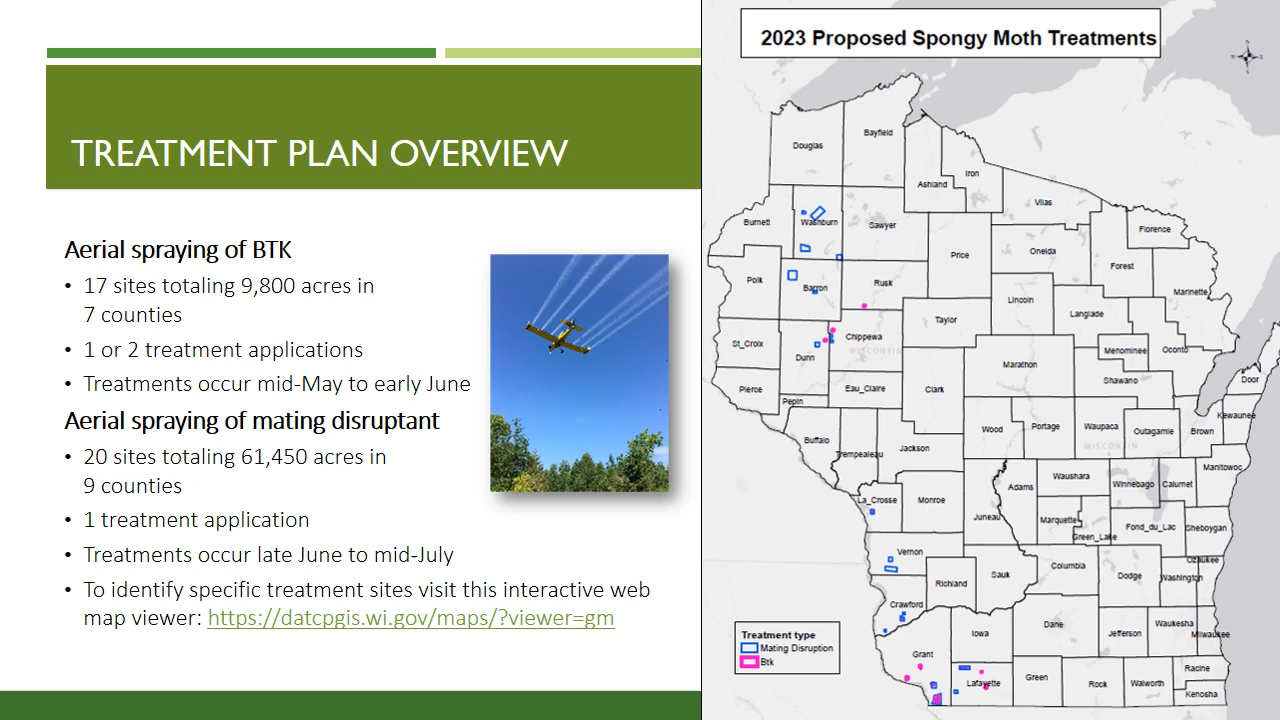 TREATMENT PLAN OVERVIEW
Aerial spraying of BTK
• 17 sites totaling 9,800 acres in
7 counties
• 1 or 2 treatment applications
• Treatments occur mid-May to early June
Aerial spraying of mating disruptant
• 20 sites totaling 61,450 acres in
9 counties
• 1 treatment application
• Treatments occur late June to mid-July
• To identify specific treatment sites visit this interactive web
map viewer: https://datcpgis.wi.gov/maps/?viewer=gm
2023 Proposed Spongy Moth Treatments
Bayfield
Douglas
Iron
Ashland
Vilas
Washburn
Burnett
Sawyer
Florence
Price
Oneida
Forest
Polk
Barron
Rusk
Marinette
Lincoln
Langlade
Taylor
St_Croix
Chippewa
WISCONSIN
Dunn
Menominee
Oconto
Marathon
Shawano
Door
Pierce
Eau_Claire
Clark
Pepin
Kewaunee
Wood
Portage
Waupaca
Outagamie
Brown
Buffalo
Jackson
WISCONSIN
Trempealeau
Manitowoc
Waushara
Winnebago
Calumet
Adams
La_Crosse
Monroe
Juneau
Marquette
Green_Lake
Fond_du_Lac
Sheboygan
Vernon
Columbia
Ozaukee
Richland
Sauk
Dodge
Washington
Crawford
Dane
Jefferson
Waukesha
Milwaukee
Iowa
Grant
Lafayette
Green
Rock
Walworth
Racine
Kenosha
Treatment type
Mating Disruption
Btk